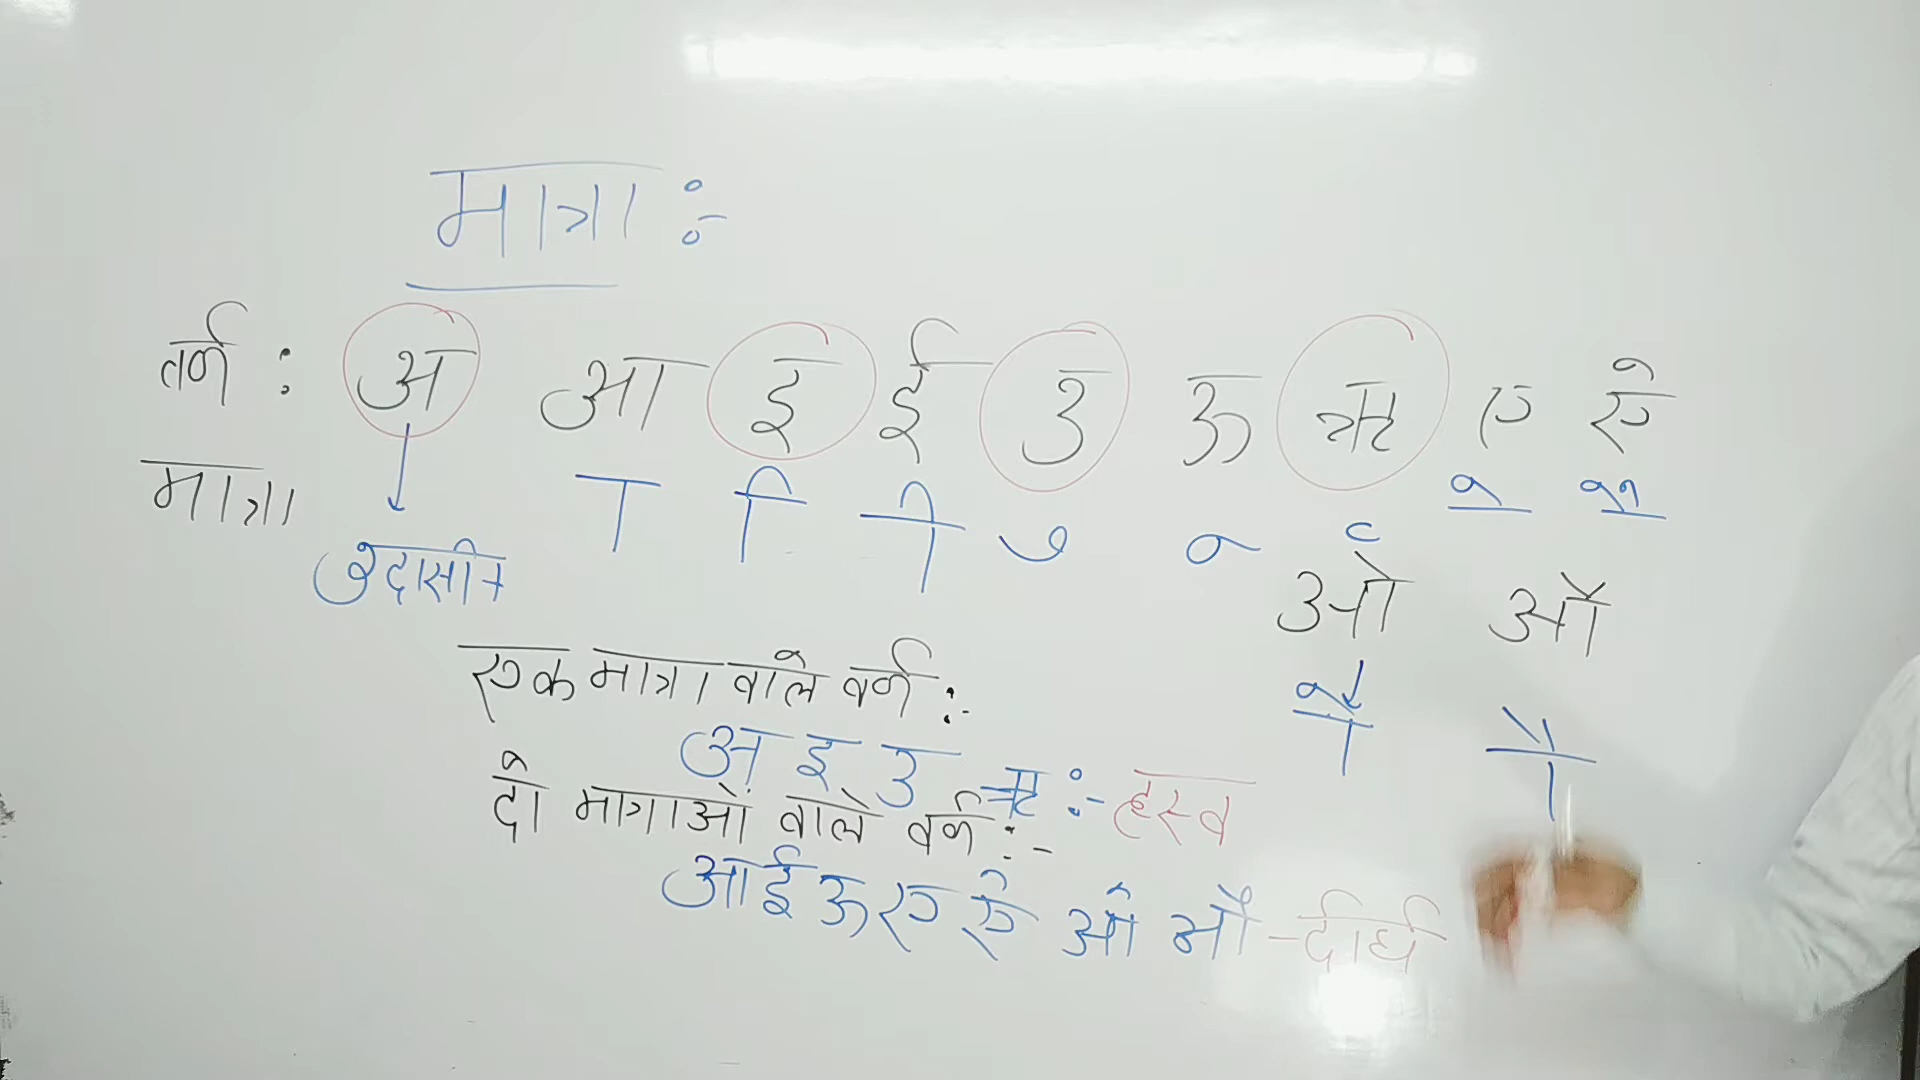 मात्रा :-
वर्ण : अ आ इ ई उ ऊ ऋ ए ऐ
मात्रा ा ि ी ु ू ृ े ै
उदासीन
ओ औ
ो ौ
एक मात्रा वाले वर्ण :-
अ इ उ ऋ :- ह्रस्व
दो मात्राओं वाले वर्ण :-
आ ई ऊ ए ऐ ओ औ - दीर्घ